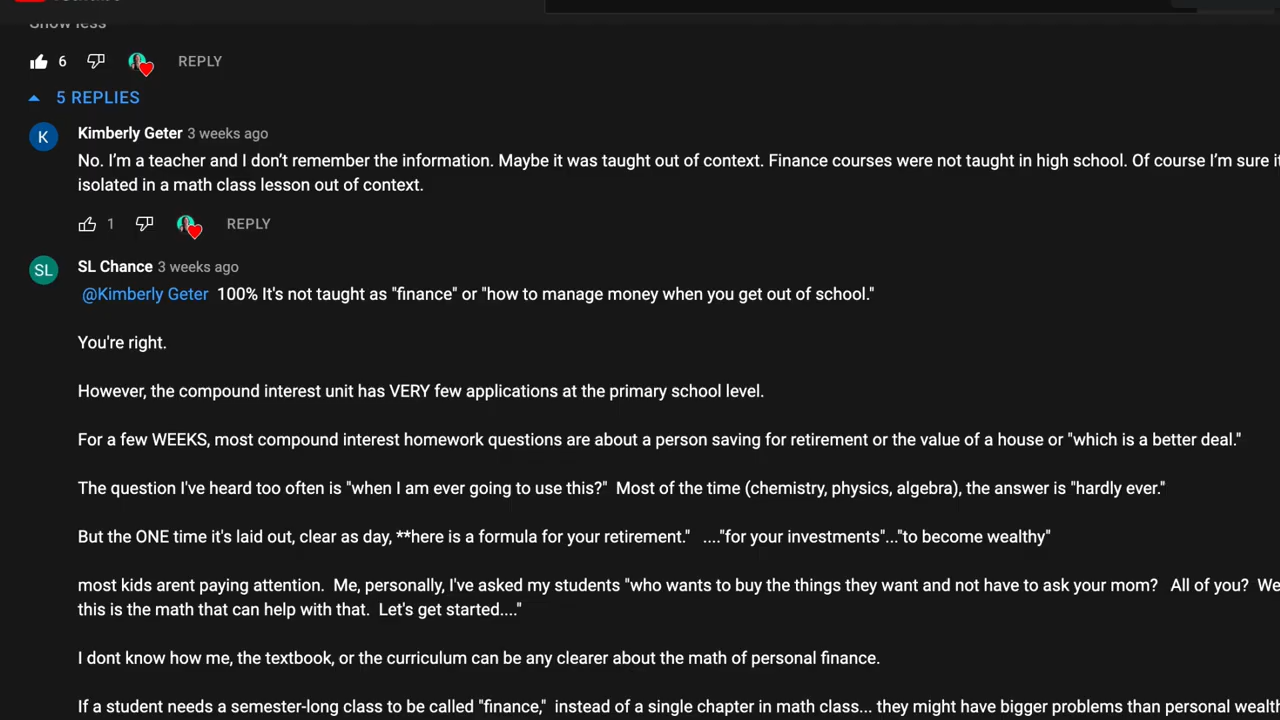 Show less
6 REPLY
5 REPLIES
K
Kimberly Geter 3 weeks ago
No. I'm a teacher and I don't remember the information. Maybe it was taught out of context. Finance courses were not taught in high school. Of course I'm sure
isolated in a math class lesson out of context.
1 REPLY
SL
SL Chance 3 weeks ago
@Kimberly Geter 100% It's not taught as "finance" or "how to manage money when you get out of school."
You're right.
However, the compound interest unit has VERY few applications at the primary school level.
For a few WEEKS, most compound interest homework questions are about a person saving for retirement or the value of a house or "which is a better deal."
The question I've heard too often is "when I am ever going to use this?" Most of the time (chemistry, physics, algebra), the answer is "hardly ever."
But the ONE time it's laid out, clear as day, **here is a formula for your retirement." ...."for your investments"..."to become wealthy"
most kids arent paying attention. Me, personally, I've asked my students "who wants to buy the things they want and not have to ask your mom? All of you?
this is the math that can help with that. Let's get started...."
I dont know how me, the textbook, or the curriculum can be any clearer about the math of personal finance.
If a student needs a semester-long class to be called "finance," instead of a single chapter in math class... they might have bigger problems than personal